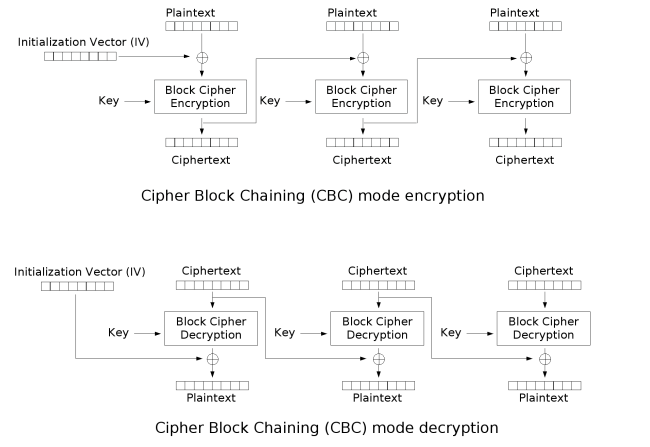 Plaintext Plaintext Plaintext
Initialization Vector (IV)
Key Block Cipher Encryption Key Block Cipher Encryption Key Block Cipher Encryption
Ciphertext Ciphertext Ciphertext
Cipher Block Chaining (CBC) mode encryption
Initialization Vector (IV) Ciphertext Ciphertext Ciphertext
Key Block Cipher Decryption Key Block Cipher Decryption Key Block Cipher Decryption
Plaintext Plaintext Plaintext
Cipher Block Chaining (CBC) mode decryption